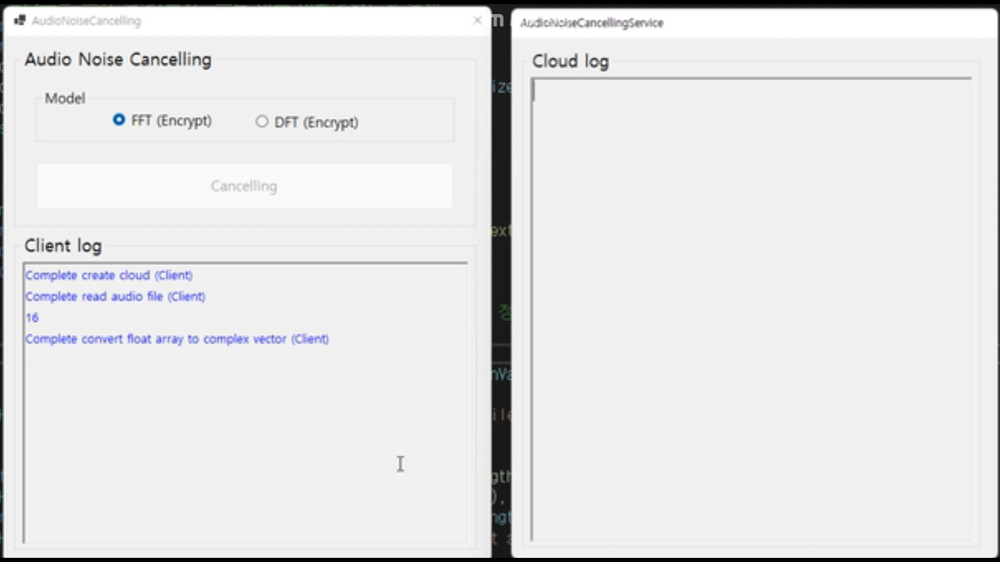 AudioNoiseCancelling
AudioNoiseCancellingService
Audio Noise Cancelling
Model
FFT (Encrypt)
DFT (Encrypt)
Cancelling
Client log
Complete create cloud (Client)
Complete read audio file (Client)
16
Complete convert float array to complex vector (Client)
Cloud log